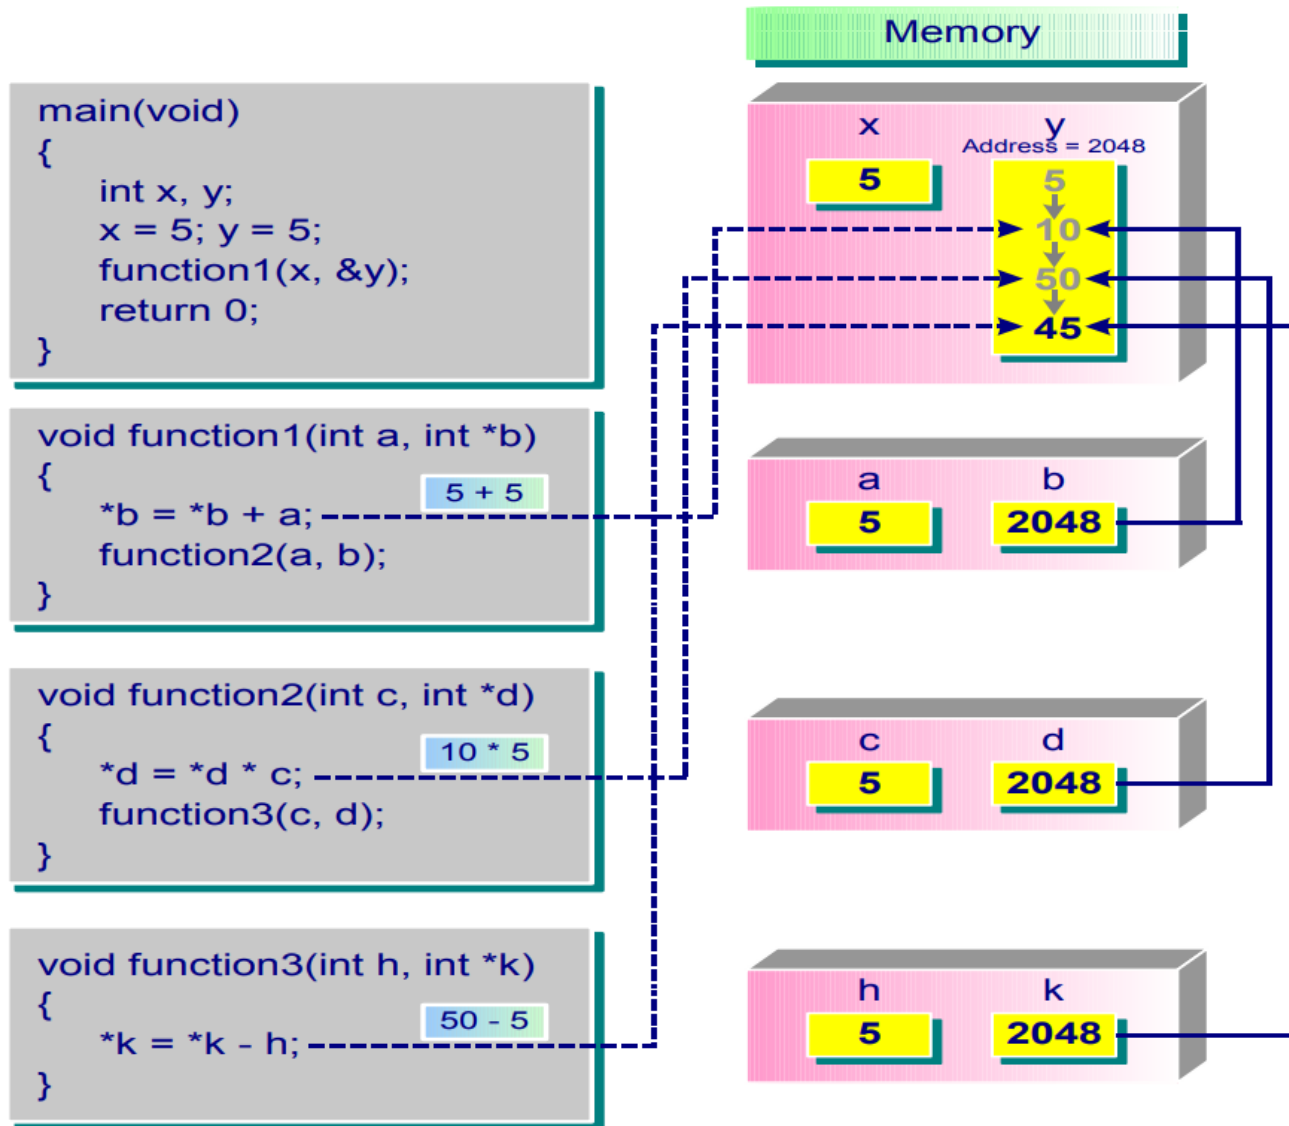 Memory
main(void)
{
int x, y;
x = 5; y = 5;
function1(x, &y);
return 0;
}
x
y
Address = 2048
5
5
10
50
45
void function1(int a, int *b)
{
5 + 5
*b = *b + a;
function2(a, b);
}
a
b
5
2048
void function2(int c, int *d)
{
10 * 5
*d = *d * c;
function3(c, d);
}
c
d
5
2048
void function3(int h, int *k)
{
50 - 5
*k = *k - h;
}
h
k
5
2048